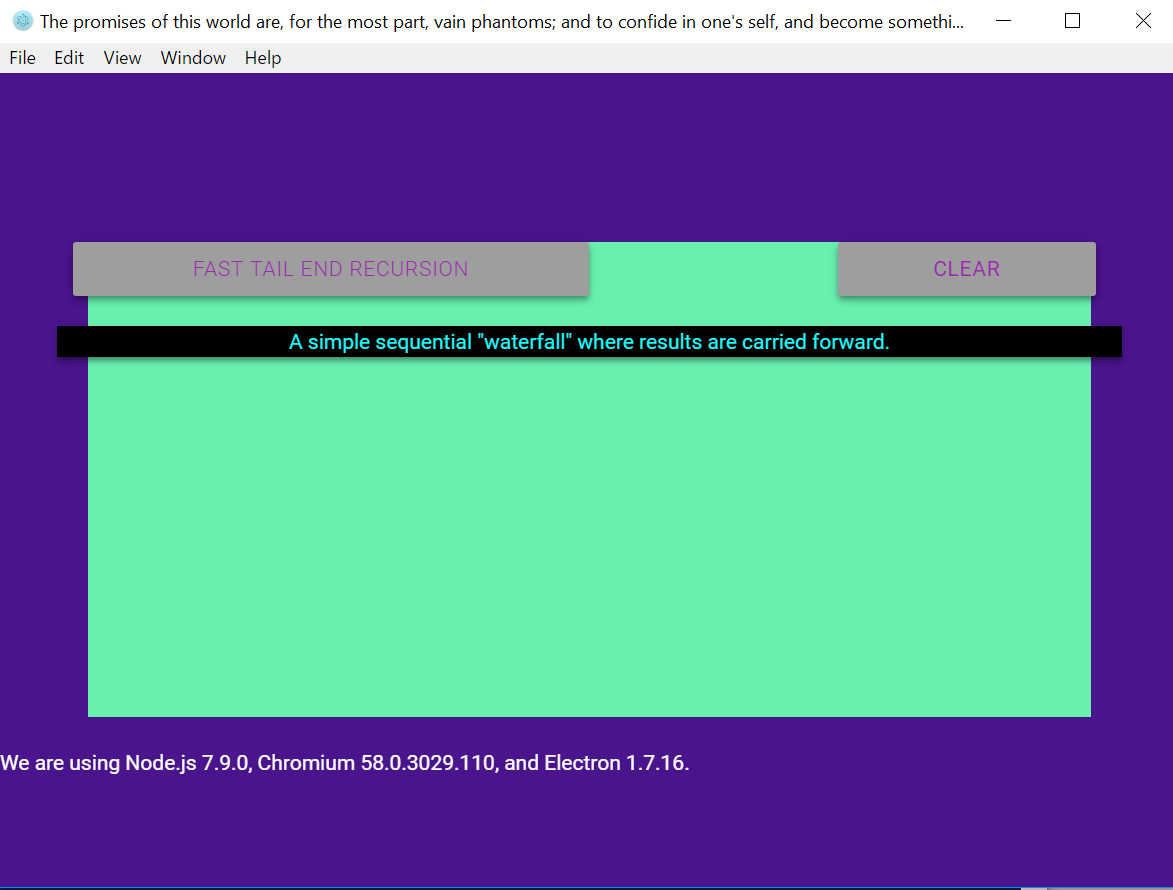 The promises of this world are, for the most part, vain phantoms; and to confide in one's self, and become somethi...
File Edit View Window Help
FAST TAIL END RECURSION CLEAR
A simple sequential "waterfall" where results are carried forward.
We are using Node.js 7.9.0, Chromium 58.0.3029.110, and Electron 1.7.16.